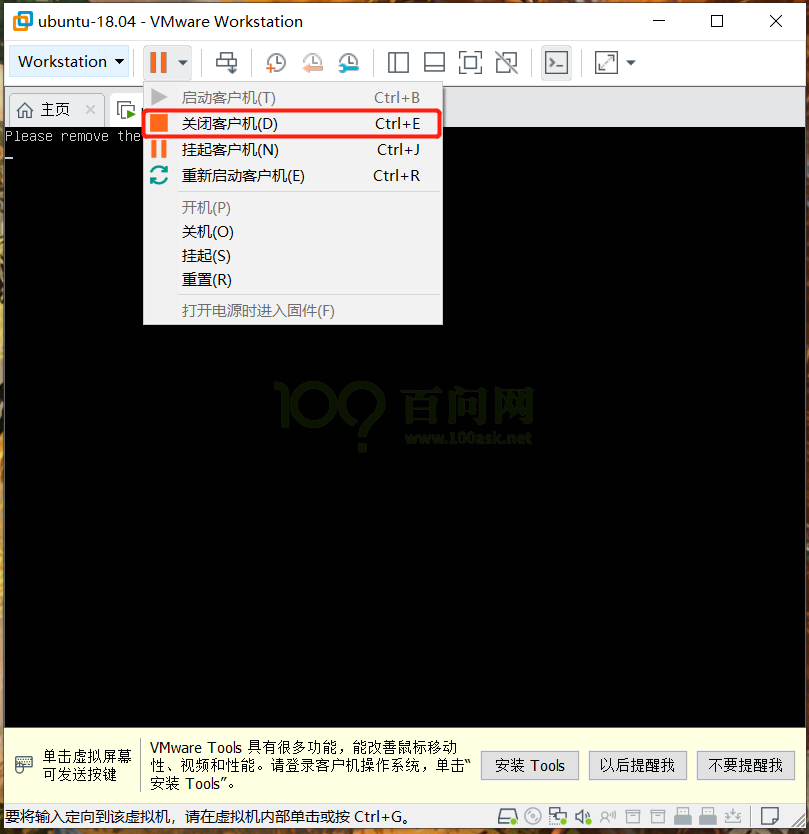 ubuntu-18.04 - VMware Workstation
Workstation
主页
启动客户机(T) Ctrl+B
关闭客户机(D) Ctrl+E
挂起客户机(N) Ctrl+J
重新启动客户机(E) Ctrl+R
开机(P)
关机(O)
挂起(S)
重置(R)
打开电源时进入固件(F)
Please remove the
100 百问网
www.100ask.net
单击虚拟屏幕
可发送按键
VMware Tools 具有很多功能，能改善鼠标移动
性、视频和性能。请登录客户机操作系统，单击“
安装 Tools”。
安装 Tools
以后提醒我
不要提醒我
要将输入定向到该虚拟机，请在虚拟机内部单击或按 Ctrl+G。